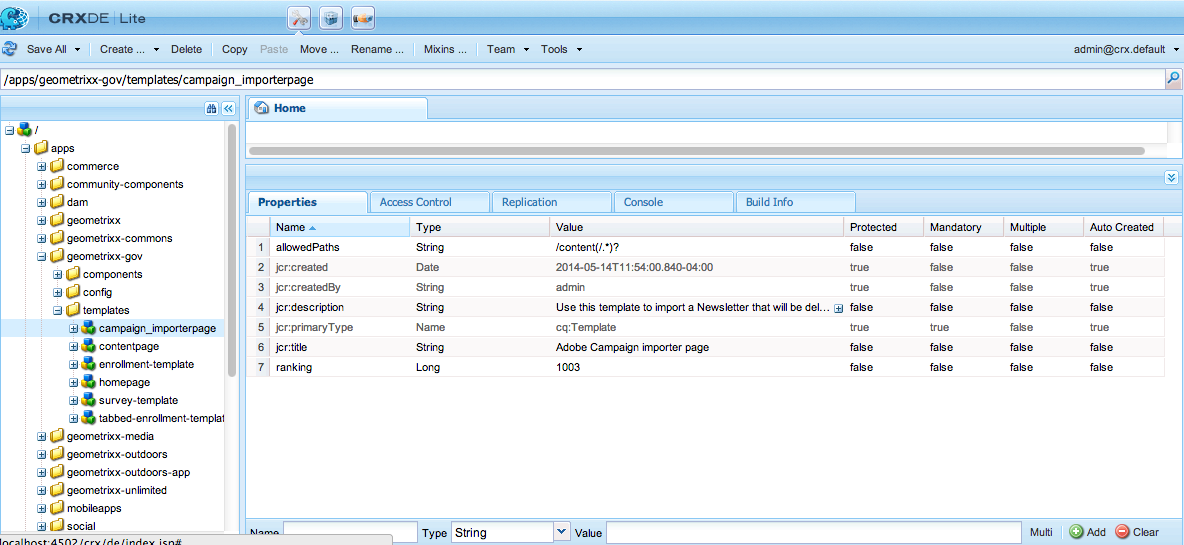 CRXDE | Lite
Save All Create ... Delete Copy Paste Move ... Rename ... Mixins ... Team Tools admin@crx.default
/apps/geometrixx-gov/templates/campaign_importerpage
/
apps
commerce
community-components
dam
geometrixx
geometrixx-commons
geometrixx-gov
components
config
templates
campaign_importerpage
contentpage
enrollment-template
homepage
survey-template
tabbed-enrollment-templat
geometrixx-media
geometrixx-outdoors
geometrixx-outdoors-app
geometrixx-unlimited
mobileapps
social
localhost:4502/crx/de/index.jsp#
Home
Properties Access Control Replication Console Build Info
Name Type Value Protected Mandatory Multiple Auto Created
1 allowedPaths String /content(/.*)? false false false false
2 jcr:created Date 2014-05-14T11:54:00.840-04:00 true false false true
3 jcr:createdBy String admin true false false true
4 jcr:description String Use this template to import a Newsletter that will be del... false false false false
5 jcr:primaryType Name cq:Template true true false true
6 jcr:title String Adobe Campaign importer page false false false false
7 ranking Long 1003 false false false false
Name Type String Value Multi Add Clear